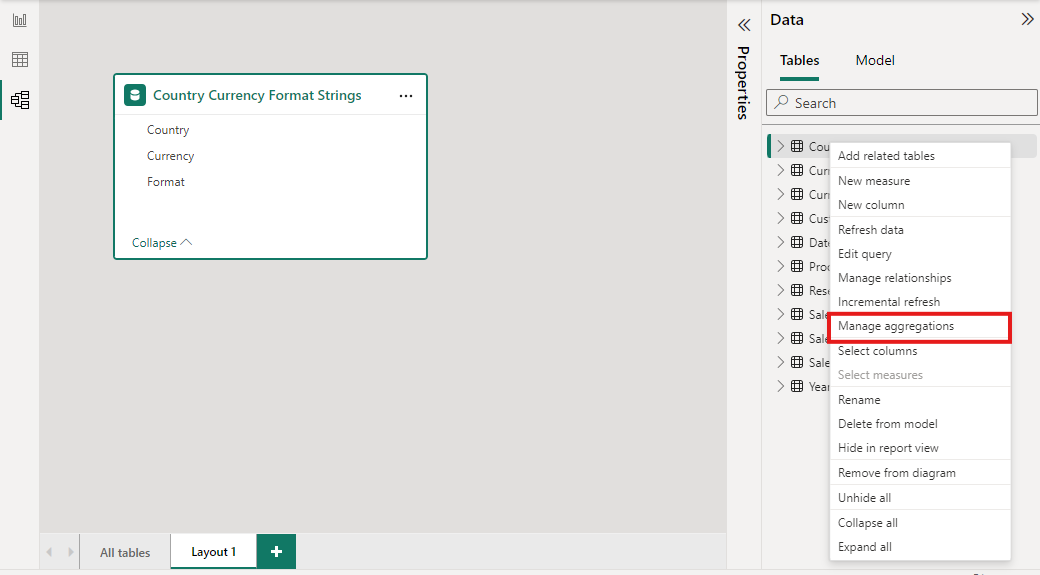 Country Currency Format Strings
Country
Currency
Format
Collapse
All tables
Layout 1
Properties
Data
Tables
Model
Search
Add related tables
New measure
New column
Refresh data
Edit query
Manage relationships
Incremental refresh
Manage aggregations
Select columns
Select measures
Rename
Delete from model
Hide in report view
Remove from diagram
Unhide all
Collapse all
Expand all
Cou
Curr
Curr
Cus
Date
Proc
Rese
Sale
Sale
Sale
Year